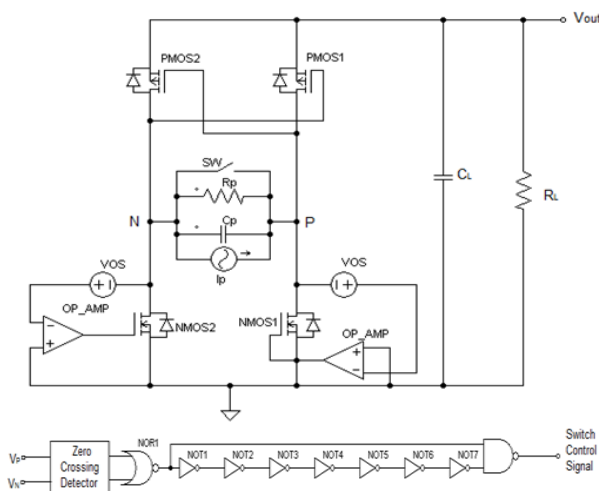 Vout
PMOS2
PMOS1
SW
Rp
CL
RL
N
P
Cp
Ip
VOS
VOS
OP_AMP
NMOS2
NMOS1
OP_AMP
Switch
Control
Signal
VP
VN
Zero
Crossing
Detector
NOR1
NOT1
NOT2
NOT3
NOT4
NOT5
NOT6
NOT7